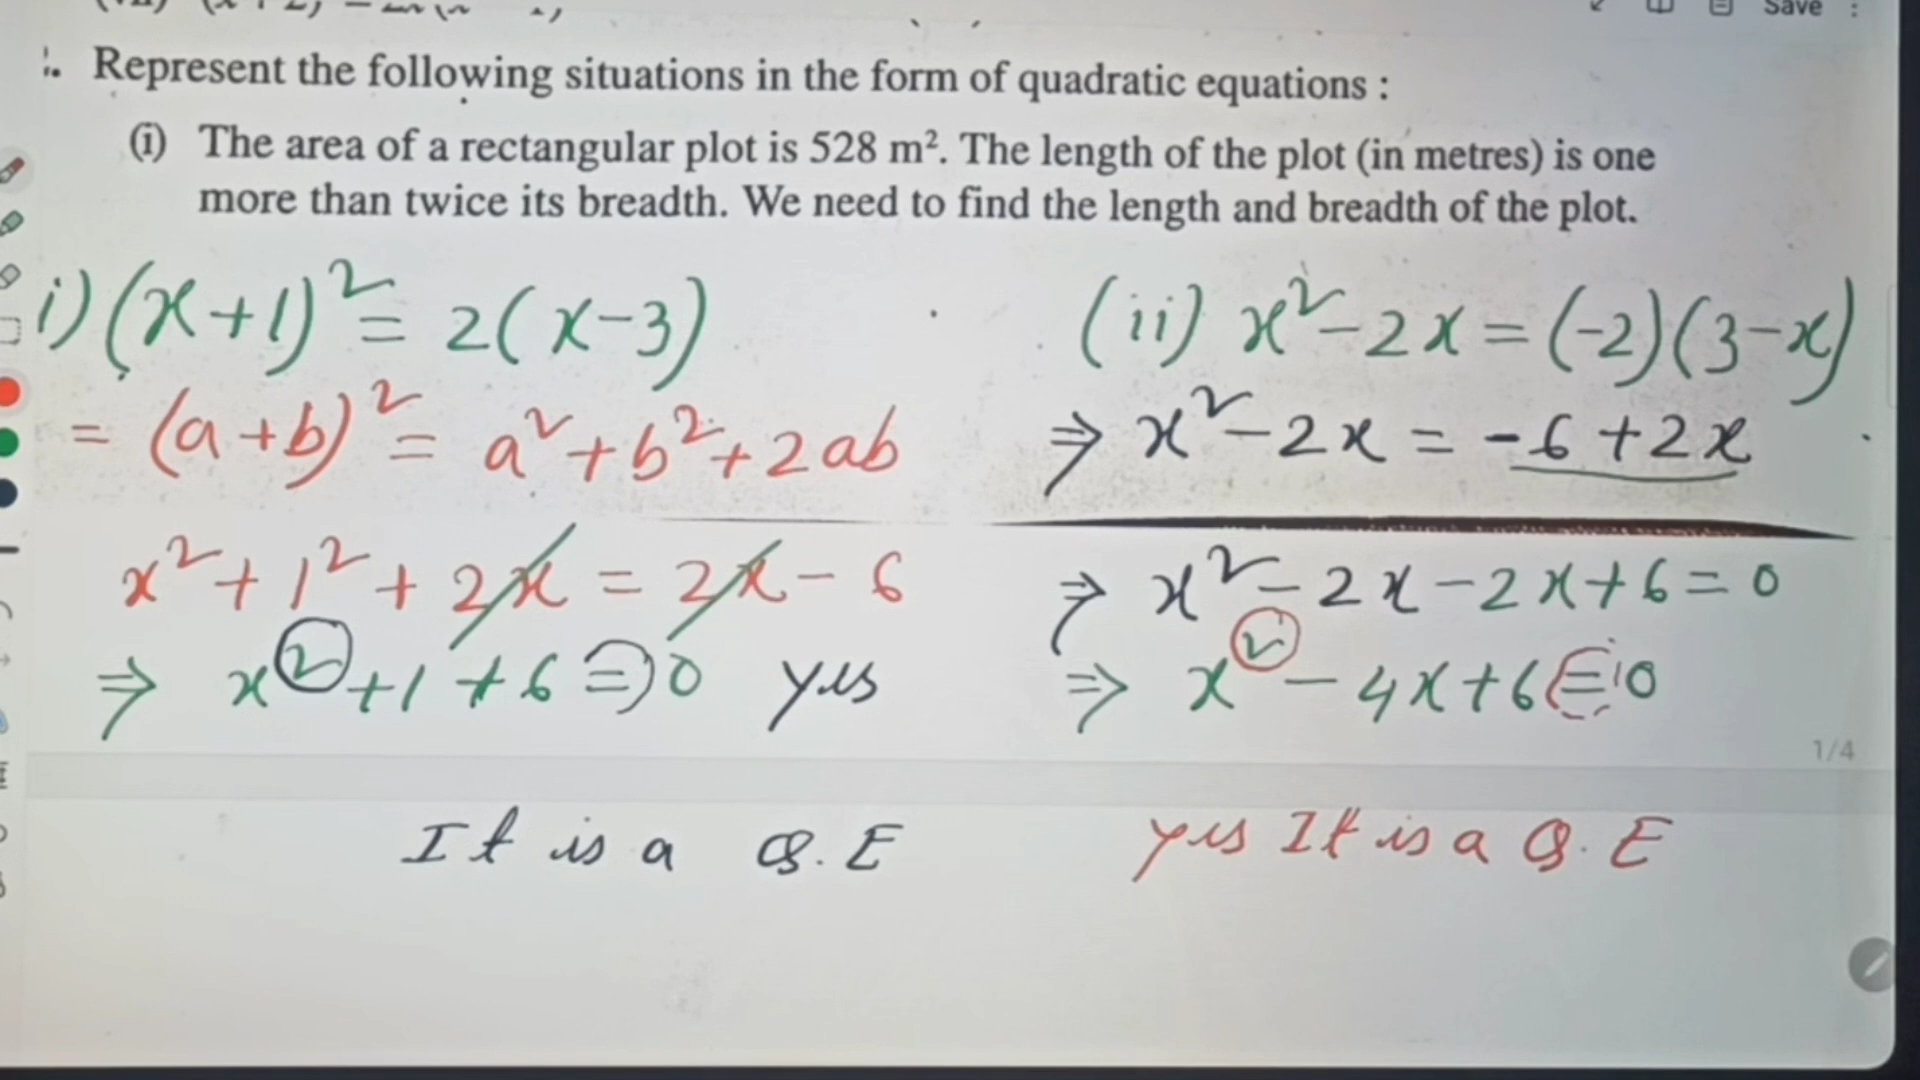 Save
2. Represent the following situations in the form of quadratic equations :
(i) The area of a rectangular plot is 528 m². The length of the plot (in metres) is one
more than twice its breadth. We need to find the length and breadth of the plot.
i) (x+1)² = 2(x-3)
= (a+b)² = a²+b²+2ab
x²+1²+2x = 2x-6
⇒ x²+1+6=0 yes
It is a Q.E
(ii) x²-2x = (-2)(3-x)
⇒ x²-2x = -6+2x
⇒ x²-2x-2x+6=0
⇒ x²-4x+6=0
1/4
yes It is a Q.E